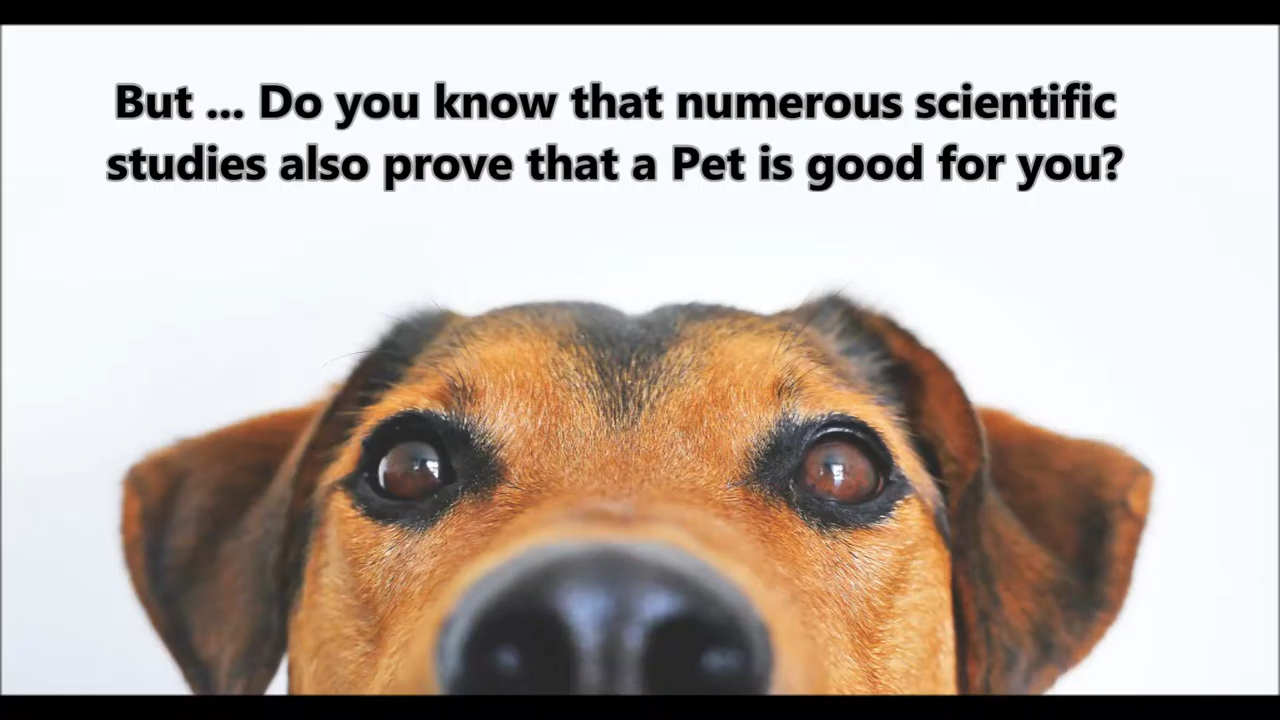 But ... Do you know that numerous scientific
studies also prove that a Pet is good for you?